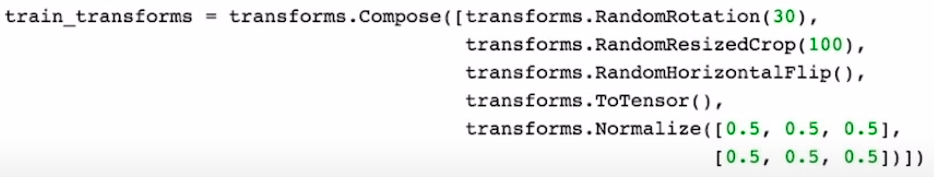 train_transforms = transforms.Compose([transforms.RandomRotation(30),
transforms.RandomResizedCrop(100),
transforms.RandomHorizontalFlip(),
transforms.ToTensor(),
transforms.Normalize([0.5, 0.5, 0.5],
[0.5, 0.5, 0.5])])